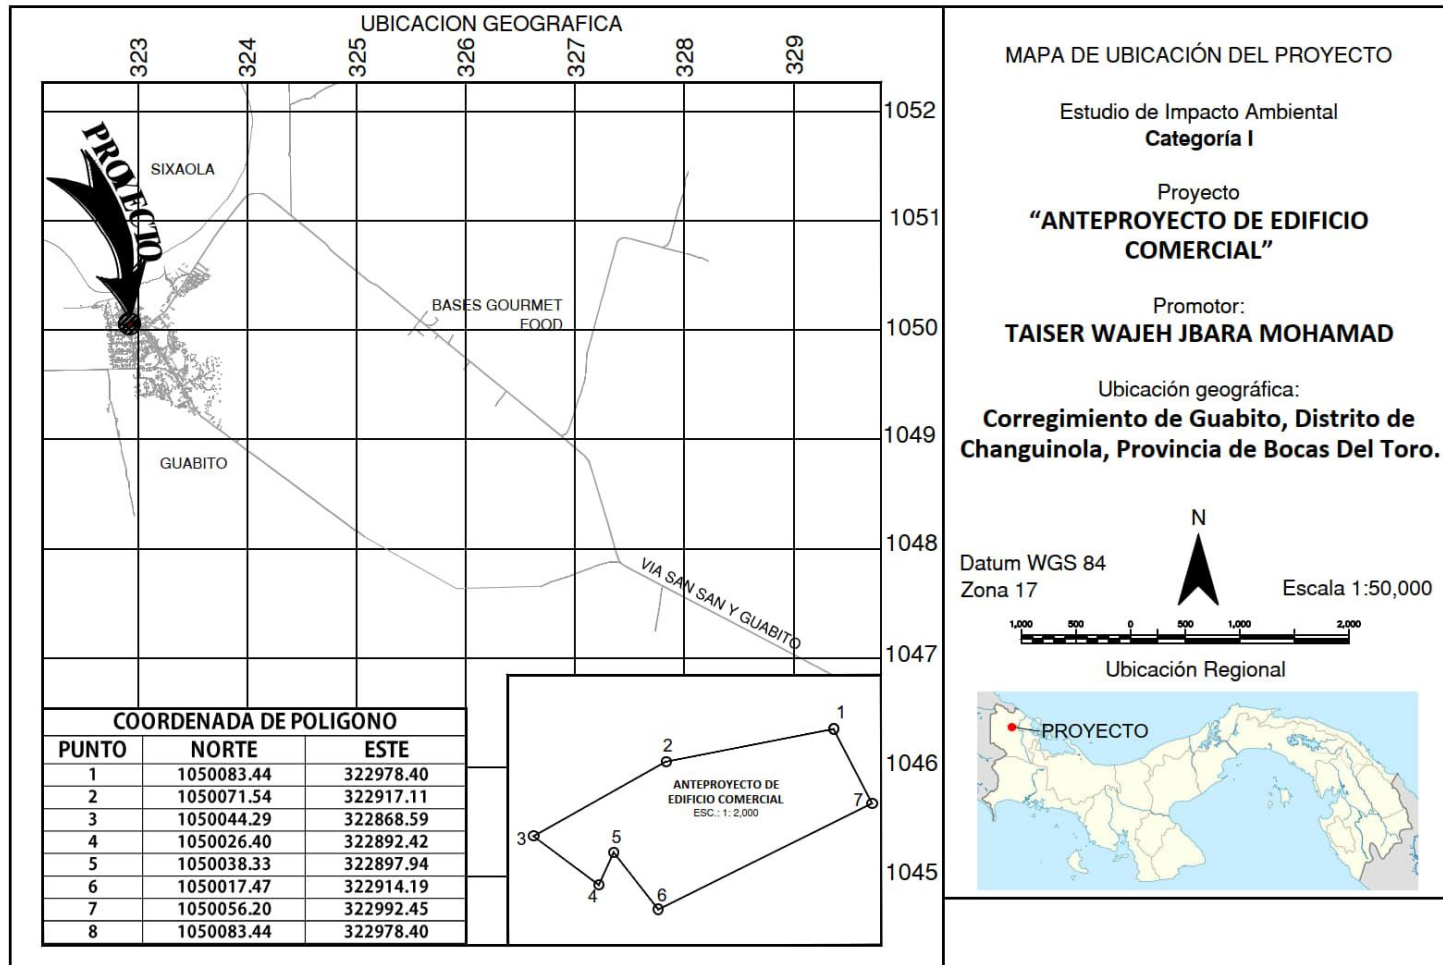 UBICACION GEOGRAFICA
323
324
325
326
327
328
329
1052
1051
1050
1049
1048
1047
1046
1045
PROYECTO
SIXAOLA
BASES GOURMET
FOOD
GUABITO
VIA SAN SAN Y GUABITO
COORDENADA DE POLIGONO
PUNTO NORTE ESTE
1 1050083.44 322978.40
2 1050071.54 322917.11
3 1050044.29 322868.59
4 1050026.40 322892.42
5 1050038.33 322897.94
6 1050017.47 322914.19
7 1050056.20 322992.45
8 1050083.44 322978.40
1
2
3
4
5
6
7
ANTEPROYECTO DE
EDIFICIO COMERCIAL
ESC.: 1: 2,000
MAPA DE UBICACIÓN DEL PROYECTO
Estudio de Impacto Ambiental
Categoría I
Proyecto
“ANTEPROYECTO DE EDIFICIO
COMERCIAL”
Promotor:
TAISER WAJEH JBARA MOHAMAD
Ubicación geográfica:
Corregimiento de Guabito, Distrito de
Changuinola, Provincia de Bocas Del Toro.
N
Datum WGS 84
Zona 17
Escala 1:50,000
1,000 500 0 500 1,000 2,000
Ubicación Regional
PROYECTO